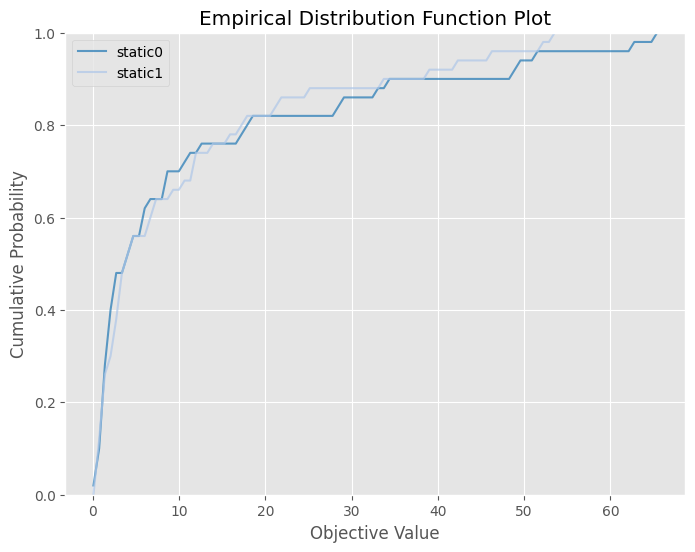 Empirical Distribution Function Plot
static0
static1
1.0
0.8
0.6
0.4
0.2
0.0
Cumulative Probability
0 10 20 30 40 50 60
Objective Value